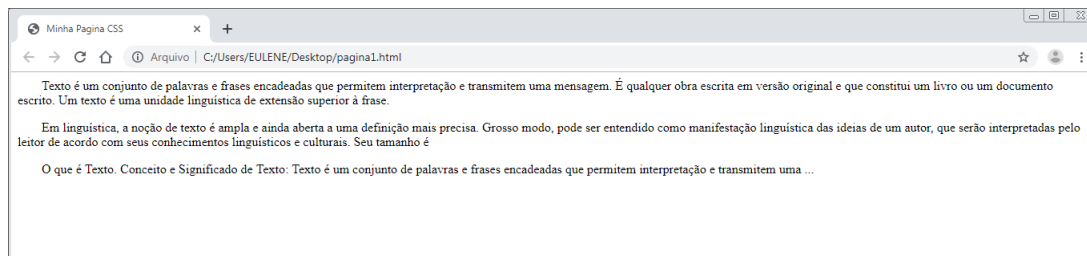 Minha Pagina CSS
Arquivo | C:/Users/EULENE/Desktop/pagina1.html
Texto é um conjunto de palavras e frases encadeadas que permitem interpretação e transmitem uma mensagem. É qualquer obra escrita em versão original e que constitui um livro ou um documento
escrito. Um texto é uma unidade linguística de extensão superior à frase.
Em linguística, a noção de texto é ampla e ainda aberta a uma definição mais precisa. Grosso modo, pode ser entendido como manifestação linguística das ideias de um autor, que serão interpretadas pelo
leitor de acordo com seus conhecimentos linguísticos e culturais. Seu tamanho é
O que é Texto. Conceito e Significado de Texto: Texto é um conjunto de palavras e frases encadeadas que permitem interpretação e transmitem uma ...